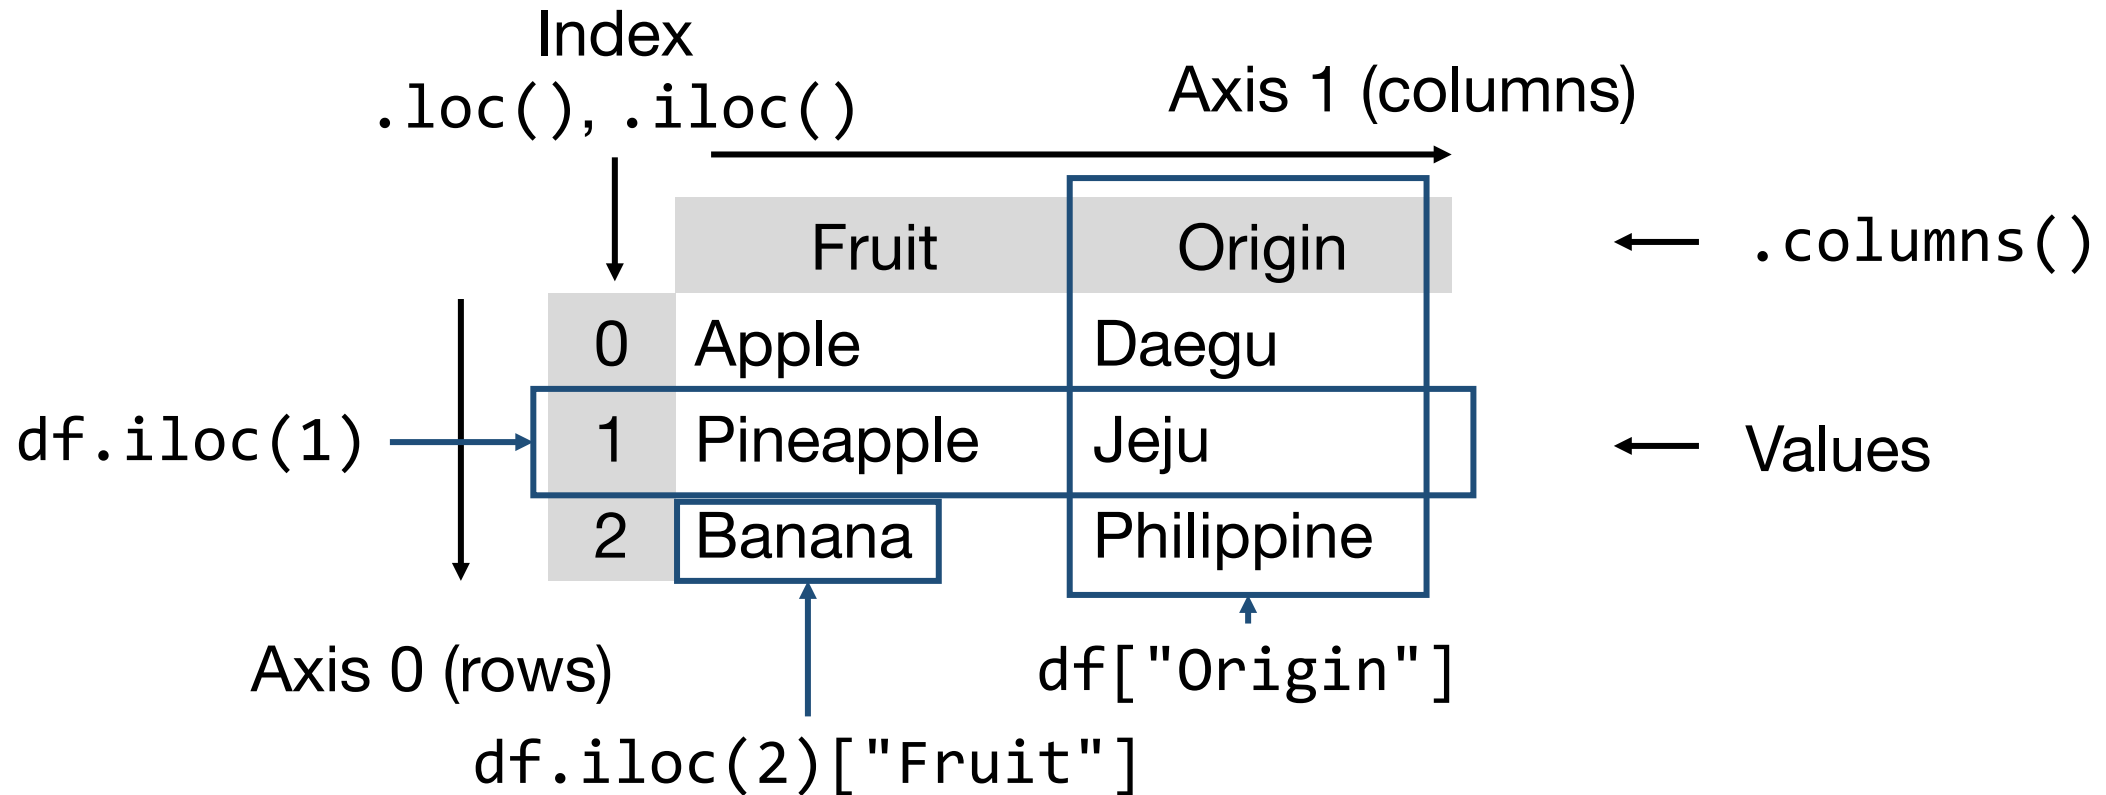 Index
.loc(), .iloc()
Axis 1 (columns)
Fruit Origin
.columns()
0 Apple Daegu
df.iloc(1)
1 Pineapple Jeju
Values
2 Banana Philippine
Axis 0 (rows)
df["Origin"]
df.iloc(2)["Fruit"]